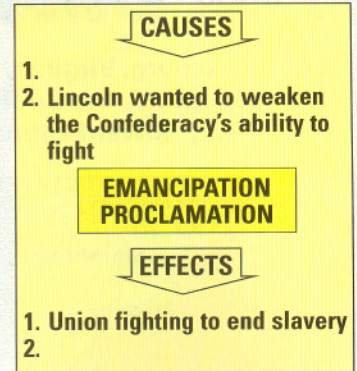 CAUSES
1.
2. Lincoln wanted to weaken
the Confederacy's ability to
fight
EMANCIPATION
PROCLAMATION
EFFECTS
1. Union fighting to end slavery
2.